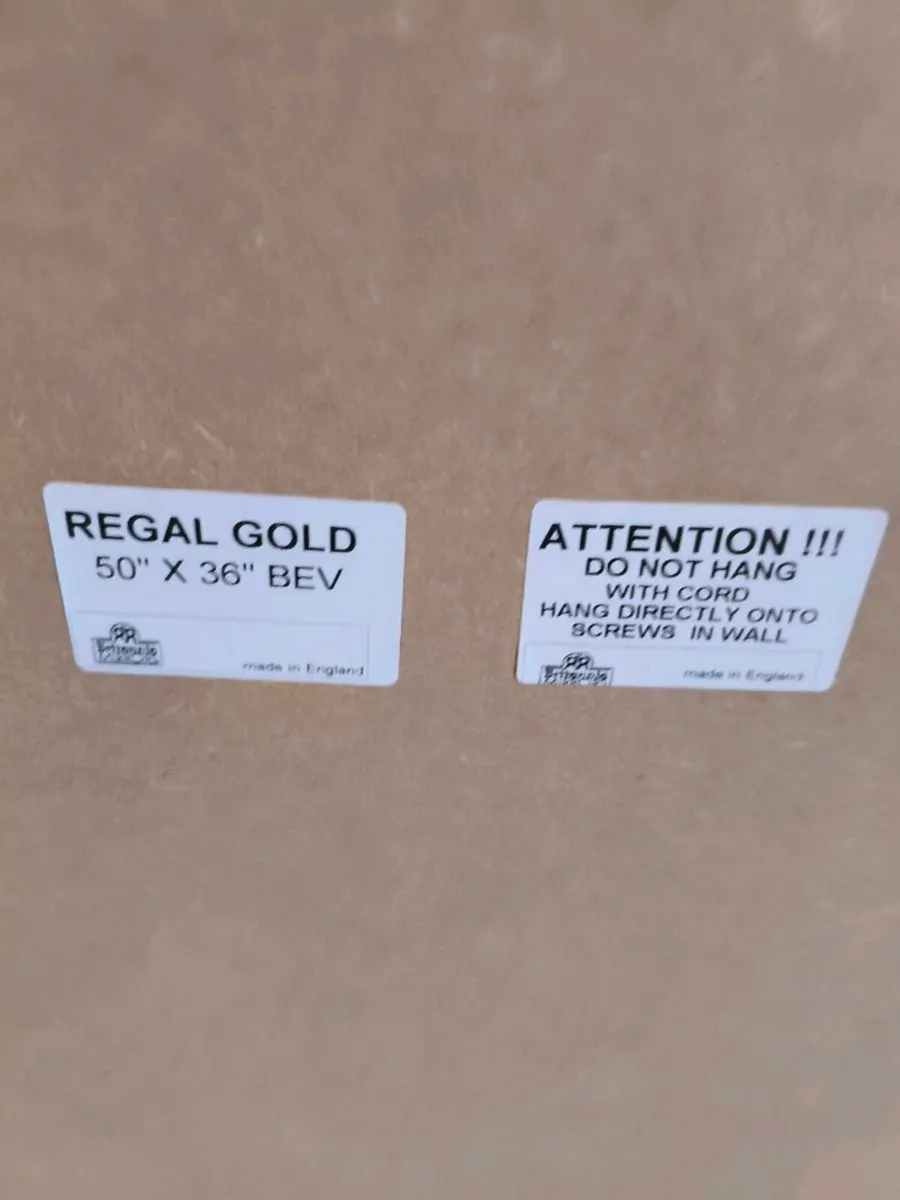 REGAL GOLD
50" X 36" BEV
made in England
ATTENTION !!!
DO NOT HANG
WITH CORD
HANG DIRECTLY ONTO
SCREWS IN WALL
made in England